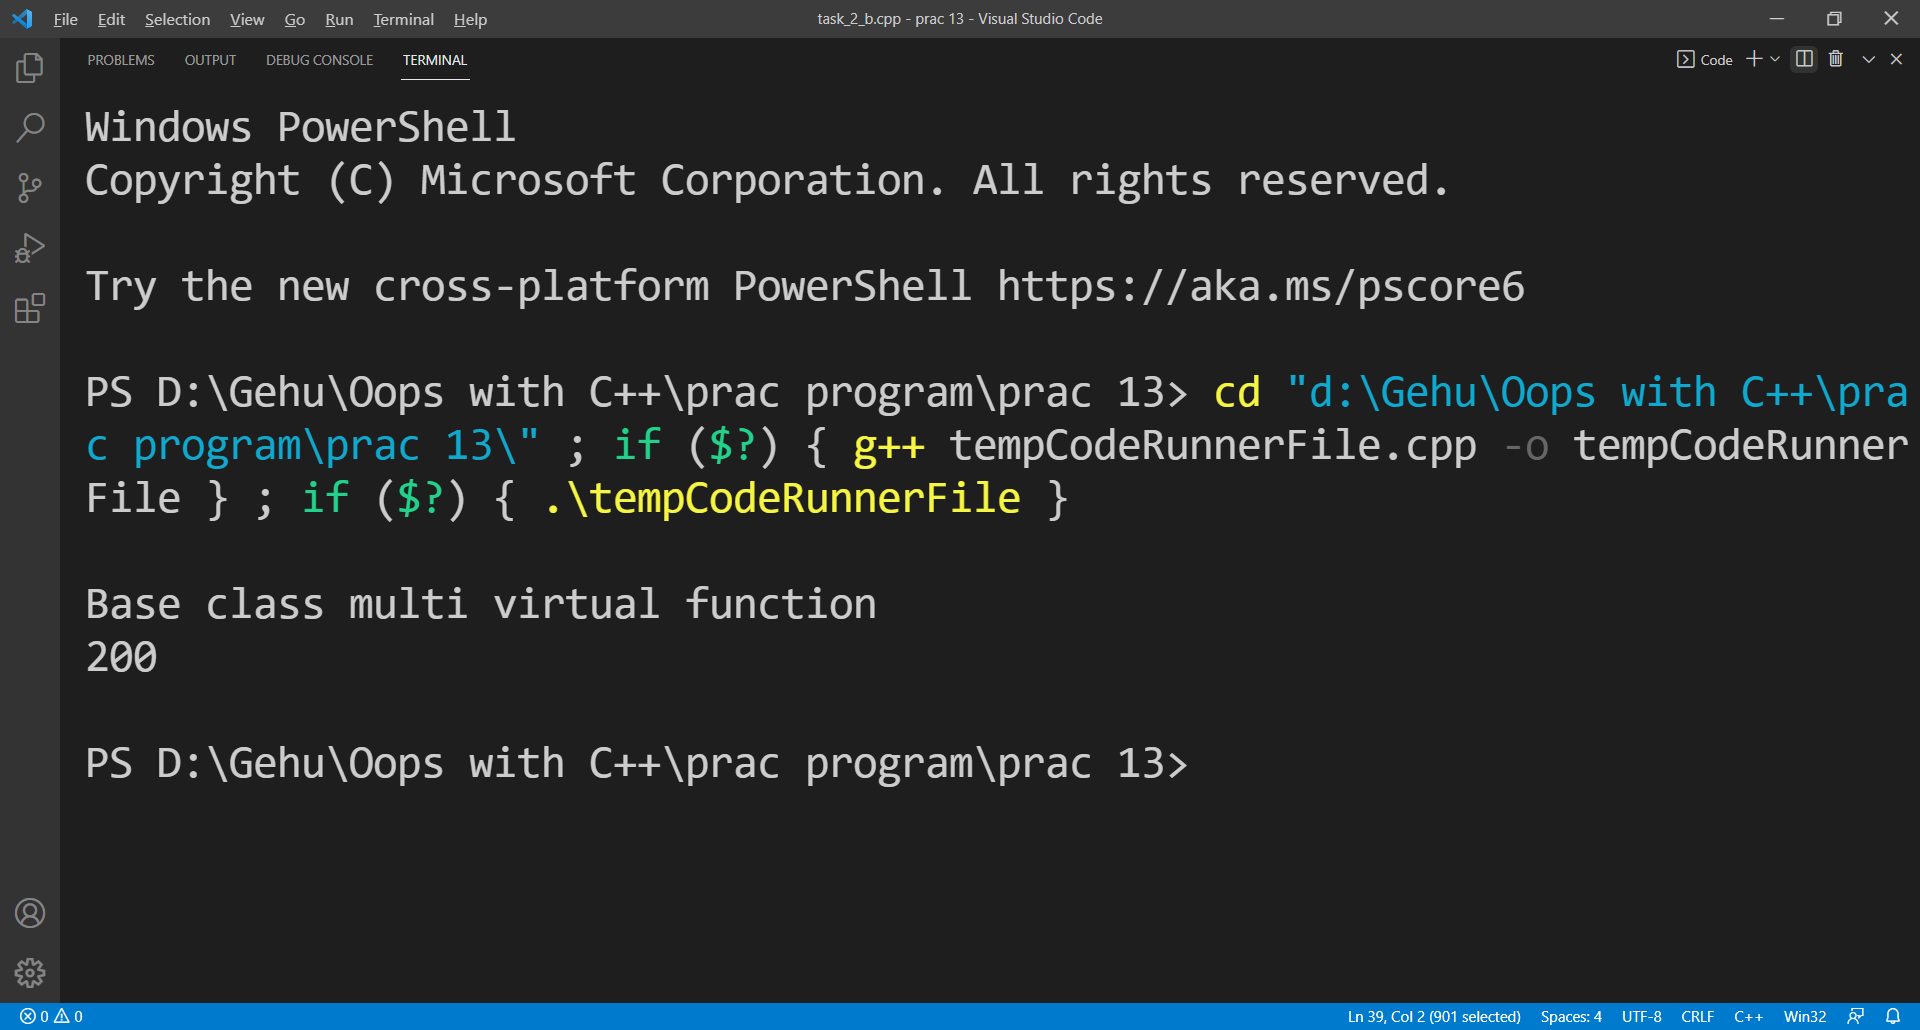 File Edit Selection View Go Run Terminal Help task_2_b.cpp - prac 13 - Visual Studio Code
PROBLEMS OUTPUT DEBUG CONSOLE TERMINAL Code
Windows PowerShell
Copyright (C) Microsoft Corporation. All rights reserved.
Try the new cross-platform PowerShell https://aka.ms/pscore6
PS D:\Gehu\Oops with C++\prac program\prac 13> cd "d:\Gehu\Oops with C++\pra
c program\prac 13\" ; if ($?) { g++ tempCodeRunnerFile.cpp -o tempCodeRunner
File } ; if ($?) { .\tempCodeRunnerFile }
Base class multi virtual function
200
PS D:\Gehu\Oops with C++\prac program\prac 13>
0 0 Ln 39, Col 2 (901 selected) Spaces: 4 UTF-8 CRLF C++ Win32